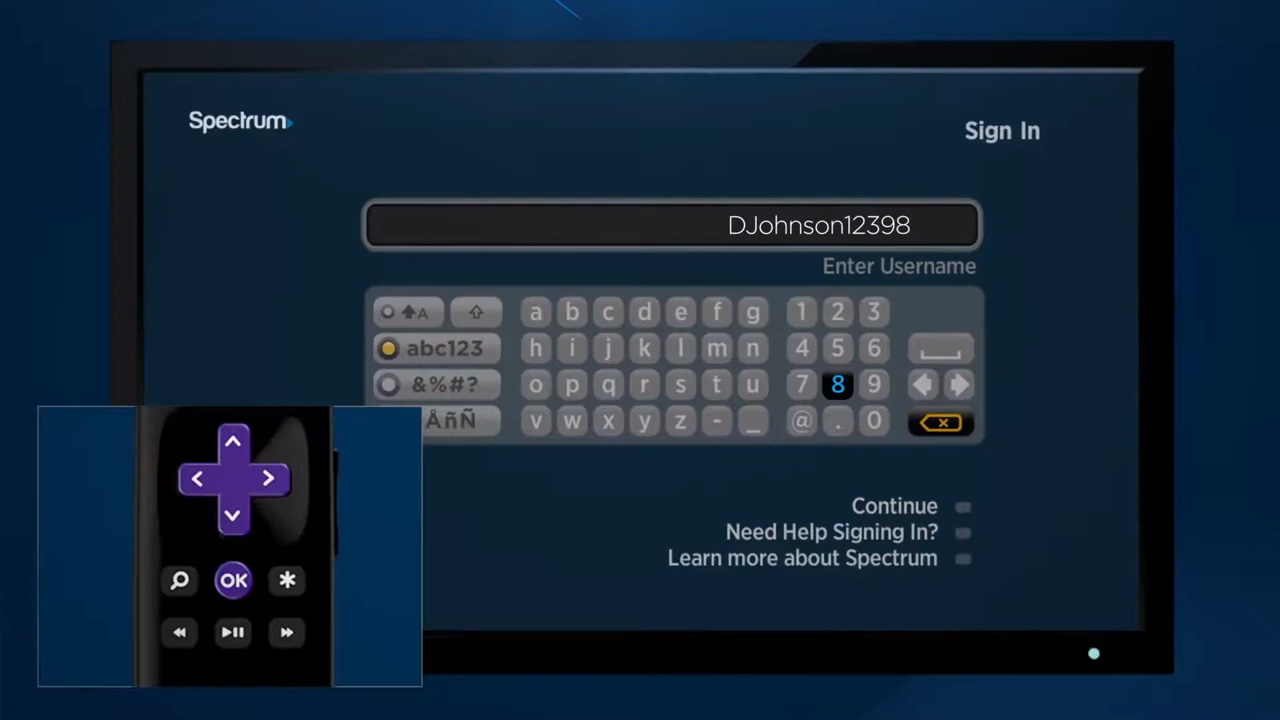 Spectrum
Sign In
DJohnson12398
Enter Username
A a b c d e f g 1 2 3
abc123 h i j k l m n 4 5 6
&%#? o p q r s t u 7 8 9
ÅñÑ v w x y z - _ @ . 0
Continue
Need Help Signing In?
Learn more about Spectrum
OK